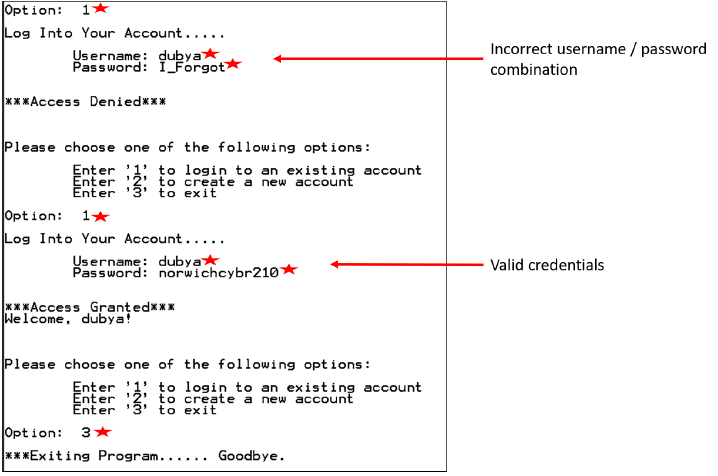 Option:  1
Log Into Your Account.....
Username: dubya
Password: I_Forgot
Incorrect username / password
combination
***Access Denied***
Please choose one of the following options:
Enter '1' to login to an existing account
Enter '2' to create a new account
Enter '3' to exit
Option:  1
Log Into Your Account.....
Username: dubya
Password: norwichcybr210
Valid credentials
***Access Granted***
Welcome, dubya!
Please choose one of the following options:
Enter '1' to login to an existing account
Enter '2' to create a new account
Enter '3' to exit
Option:  3
***Exiting Program...... Goodbye.